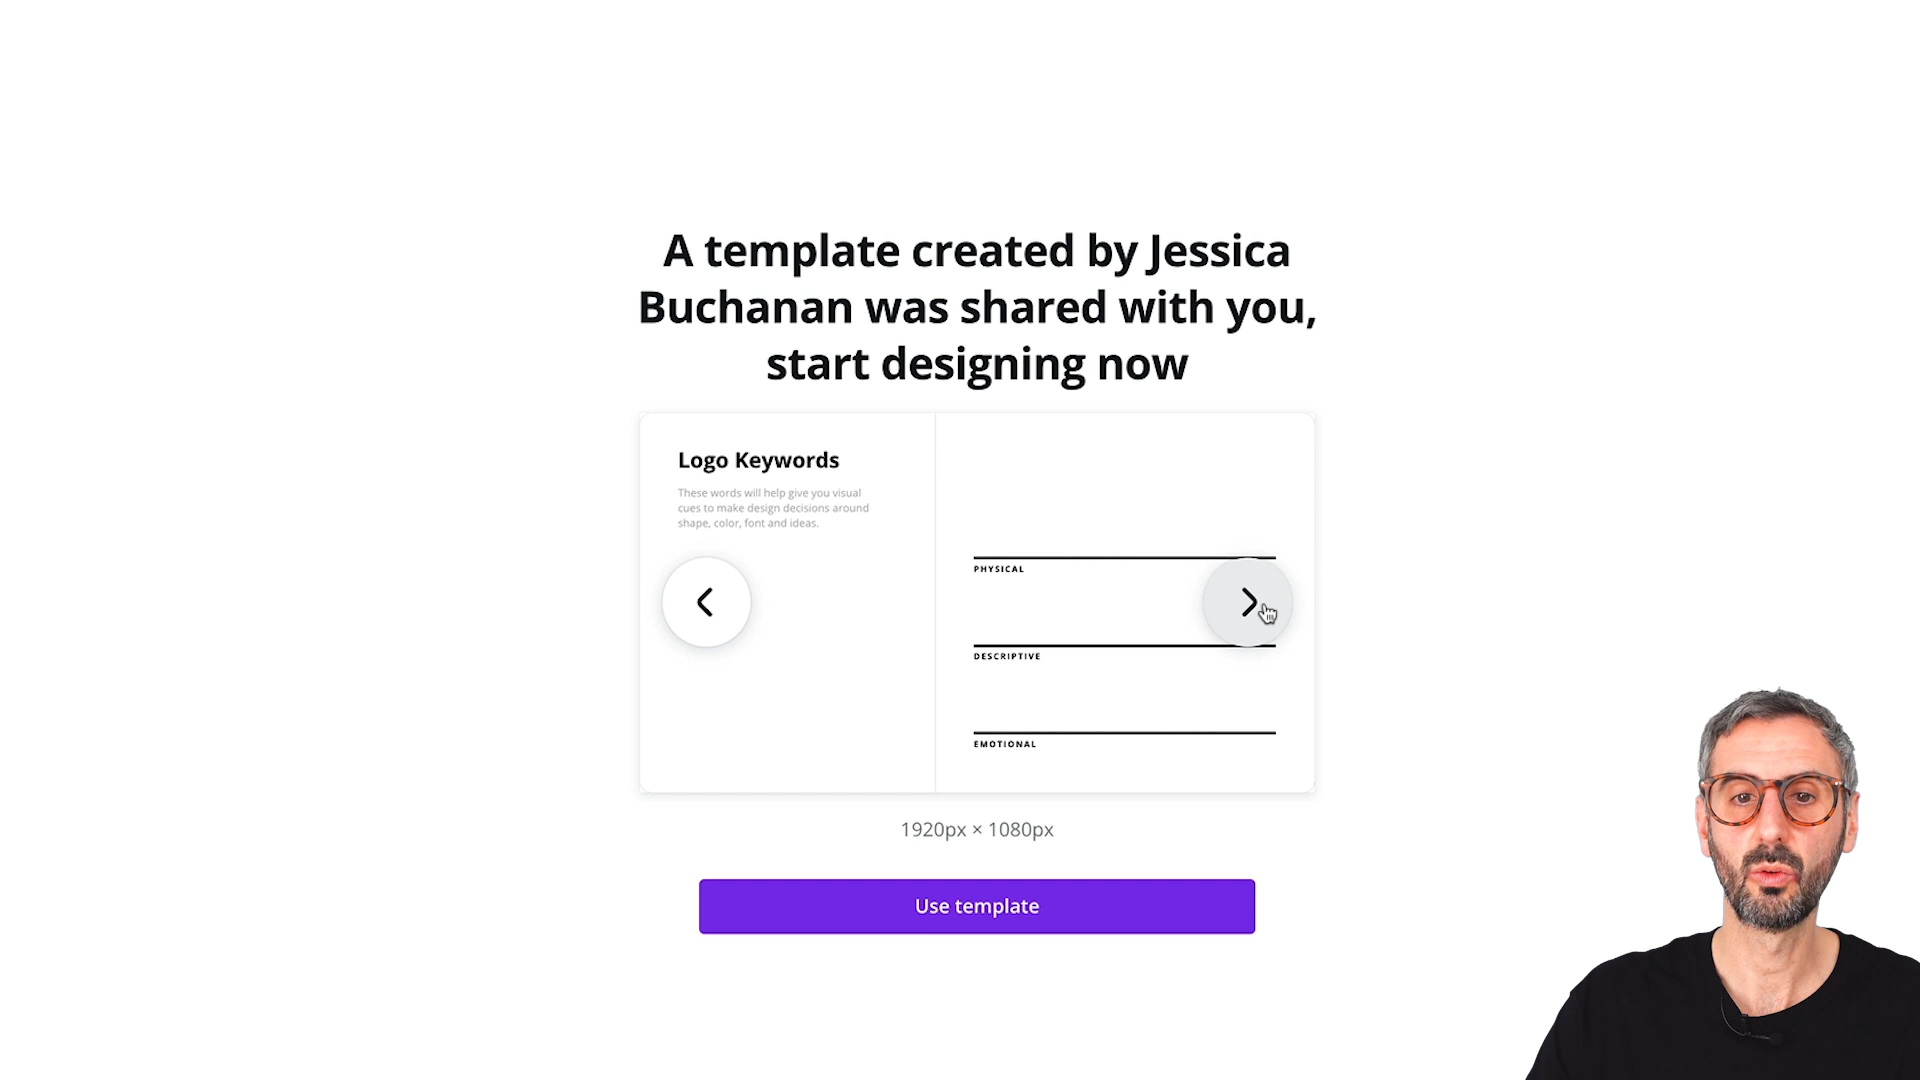 A template created by Jessica
Buchanan was shared with you,
start designing now
Logo Keywords
These words will help give you visual
cues to make design decisions around
shape, color, font and ideas.
PHYSICAL
DESCRIPTIVE
EMOTIONAL
1920px × 1080px
Use template